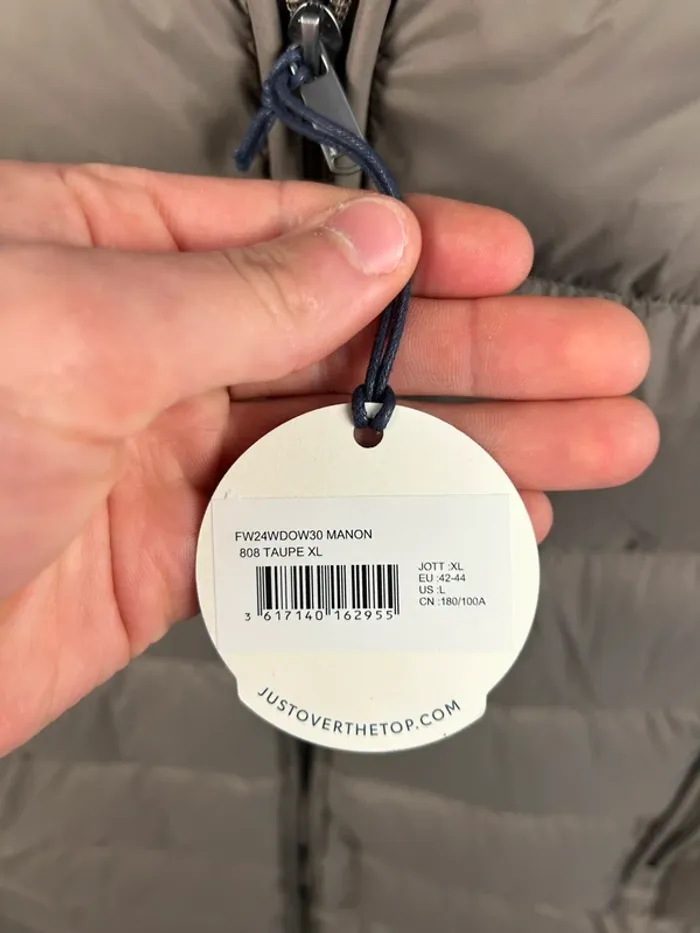 FW24WDOW30 MANON
808 TAUPE XL
JOTT :XL
EU :42-44
US :L
CN :180/100A
3 617140 162955
JUSTOVERTHETOP.COM